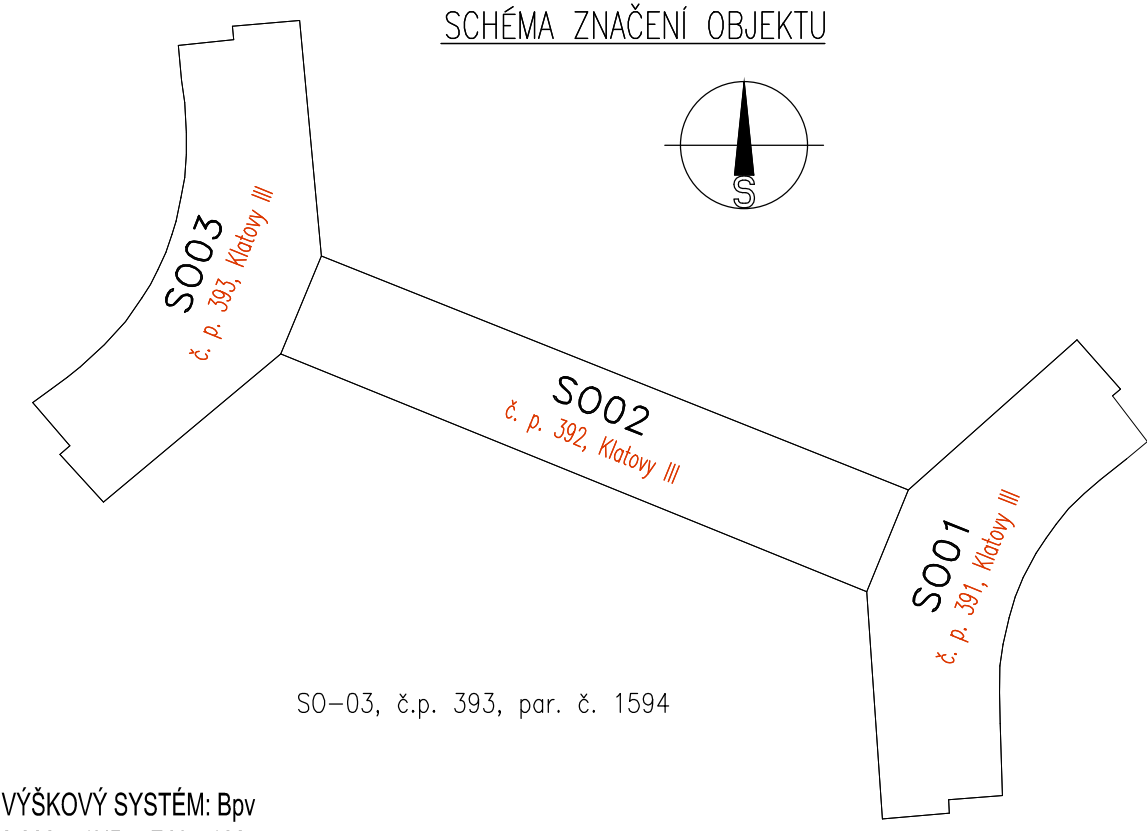 SCHÉMA ZNAČENÍ OBJEKTU
S
SO03
č. p. 393, Klatovy III
SO02
č. p. 392, Klatovy III
SO01
č. p. 391, Klatovy III
SO-03, č.p. 393, par. č. 1594
VÝŠKOVÝ SYSTÉM: Bpv